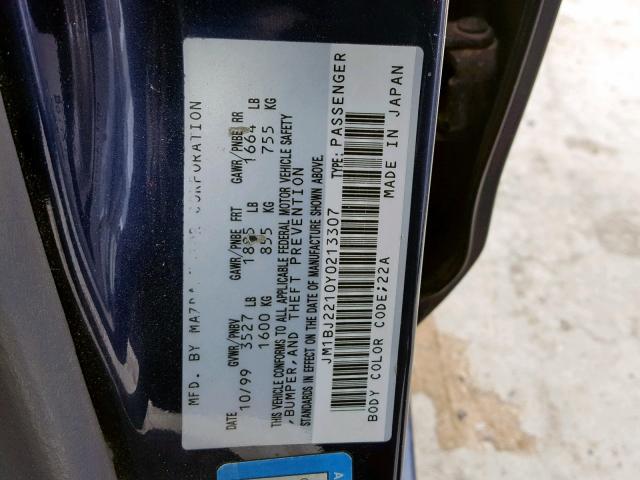 MFD. BY MAZDA MOTOR CORPORATION
DATE GVWR/PNBV GAWR/PNBE FRT GAWR/PNBE RR
10/99 3527 LB 1885 LB 1664 LB
1600 KG 855 KG 755 KG
THIS VEHICLE CONFORMS TO ALL APPLICABLE FEDERAL MOTOR VEHICLE SAFETY
,BUMPER,AND THEFT PREVENTION
STANDARDS IN EFFECT ON THE DATE OF MANUFACTURE SHOWN ABOVE.
JM1BJ2210Y0213307 TYPE: PASSENGER
BODY COLOR CODE;22A MADE IN JAPAN